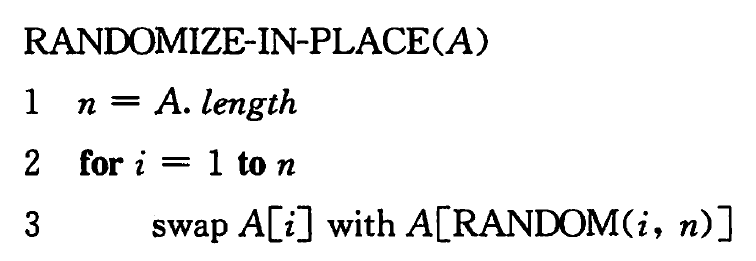 RANDOMIZE-IN-PLACE(A)
1 n = A. length
2 for i = 1 to n
3 swap A[i] with A[RANDOM(i, n)]